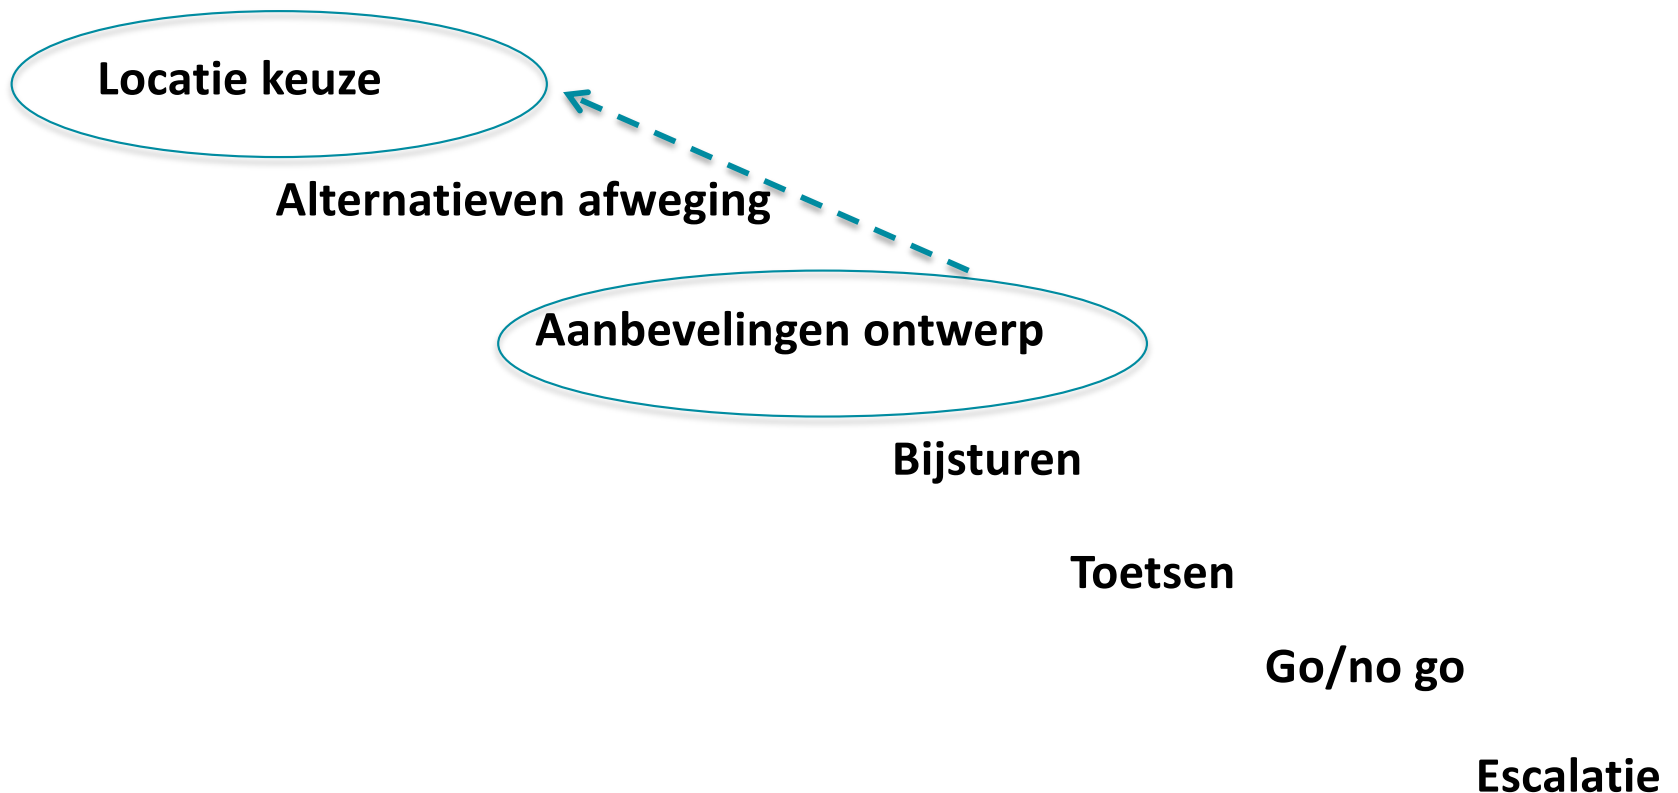 Locatie keuze
Alternatieven afweging
Aanbevelingen ontwerp
Bijsturen
Toetsen
Go/no go
Escalatie